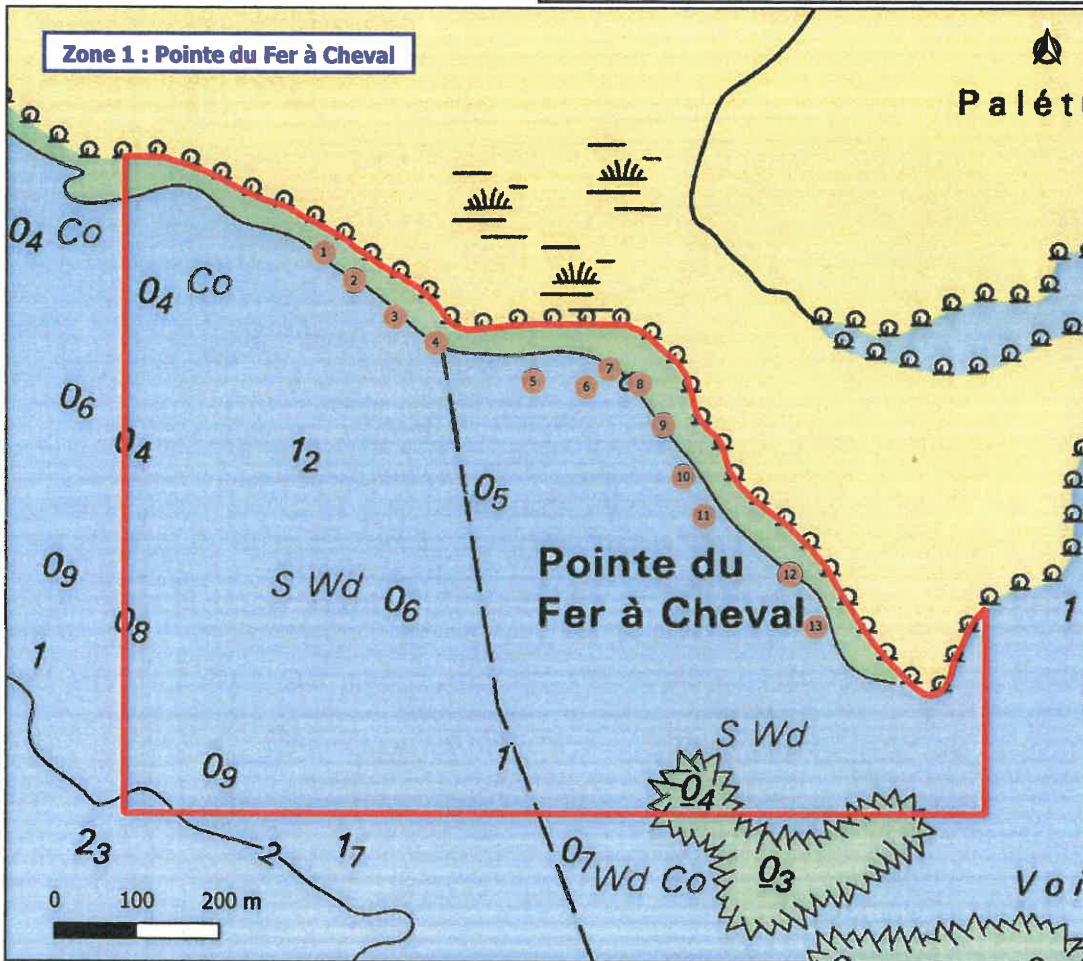 Zone 1 : Pointe du Fer à Cheval
Palét
0₄ Co
0₄ Co
1
2
3
4
5
6
7
8
9
10
11
12
13
0₆
0₄
1₂
0₅
0₉
S Wd 0₆
0₈
Pointe du
Fer à Cheval
1
1
S Wd
0₉
1
0₄
2₃
2
1₇
0₇ Wd Co
0₃
Voi
0 100 200 m